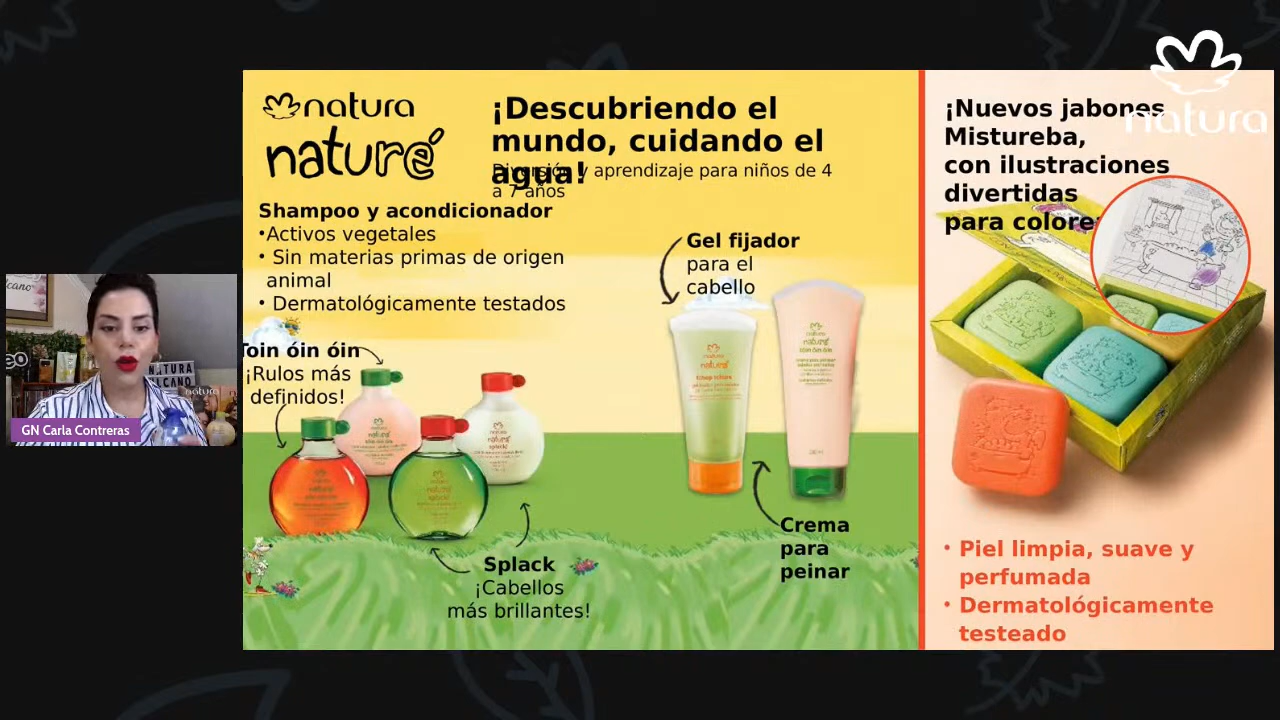 natura
natura
naturé
¡Descubriendo el
mundo, cuidando el
agua!
Diversión y aprendizaje para niños de 4
a 7 años
Shampoo y acondicionador
•Activos vegetales
• Sin materias primas de origen
animal
• Dermatológicamente testados
Toin óin óin
¡Rulos más
definidos!
Gel fijador
para el
cabello
Splack
¡Cabellos
más brillantes!
Crema
para
peinar
¡Nuevos jabones
Mistureba,
con ilustraciones
divertidas
para colorear
• Piel limpia, suave y
perfumada
• Dermatológicamente
testeado
GN Carla Contreras